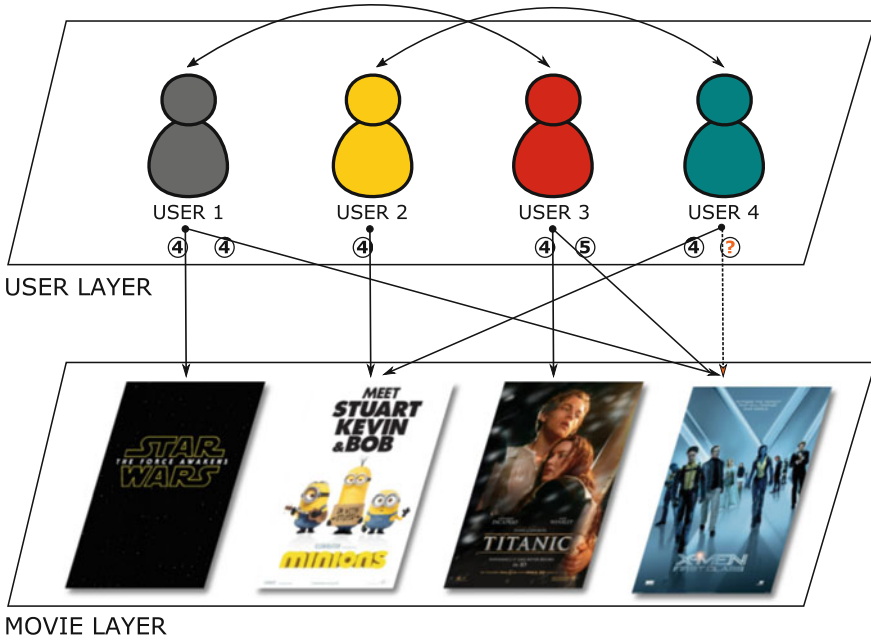 USER 1
USER 2
USER 3
USER 4
4 4 4 4 5 4 ?
USER LAYER
STAR
THE FORCE AWAKENS
WARS
MEET
STUART
KEVIN
& BOB
minions
TITANIC
X-MEN
FIRST CLASS
MOVIE LAYER